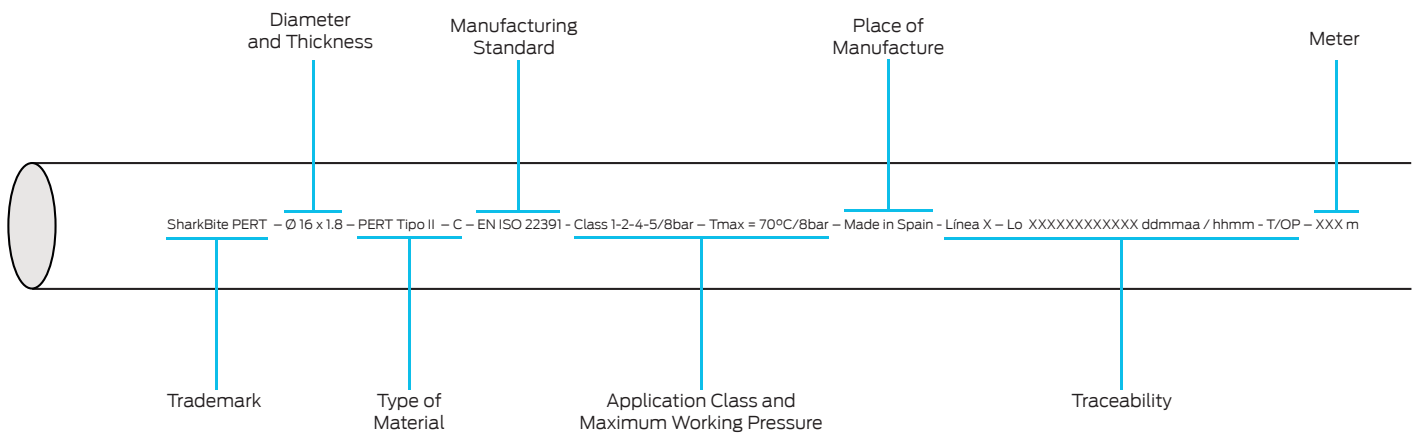 Diameter
and Thickness
Manufacturing
Standard
Place of
Manufacture
Meter
SharkBite PERT – Ø 16 x 1.8 – PERT Tipo II – C – EN ISO 22391 - Class 1-2-4-5/8bar – Tmax = 70ºC/8bar – Made in Spain - Línea X – Lo XXXXXXXXXXXX ddmmaa / hhmm - T/OP – XXX m
Trademark
Type of
Material
Application Class and
Maximum Working Pressure
Traceability